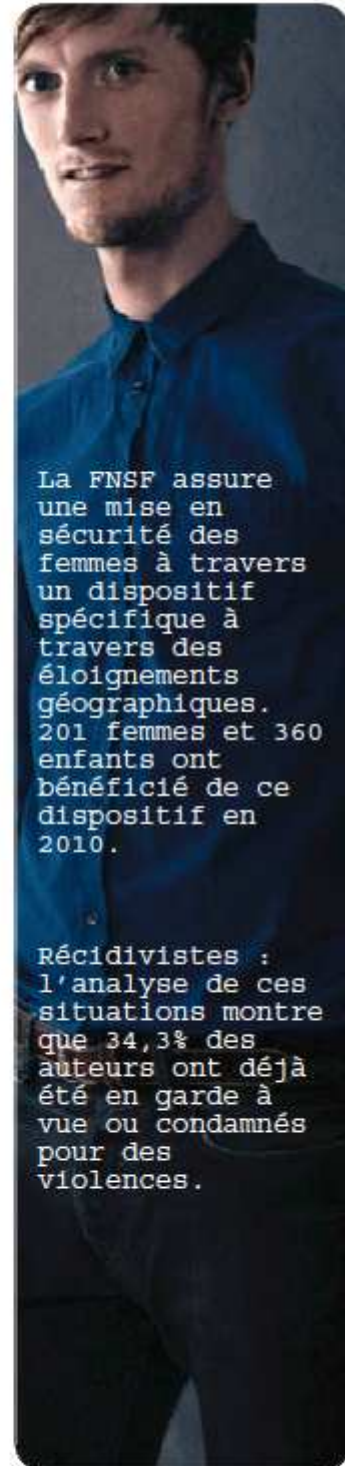 La FNSF assure
une mise en
sécurité des
femmes à travers
un dispositif
spécifique à
travers des
éloignements
géographiques.
201 femmes et 360
enfants ont
bénéficié de ce
dispositif en
2010.
Récidivistes :
l'analyse de ces
situations montre
que 34,3% des
auteurs ont déjà
été en garde à
vue ou condamnés
pour des
violences.